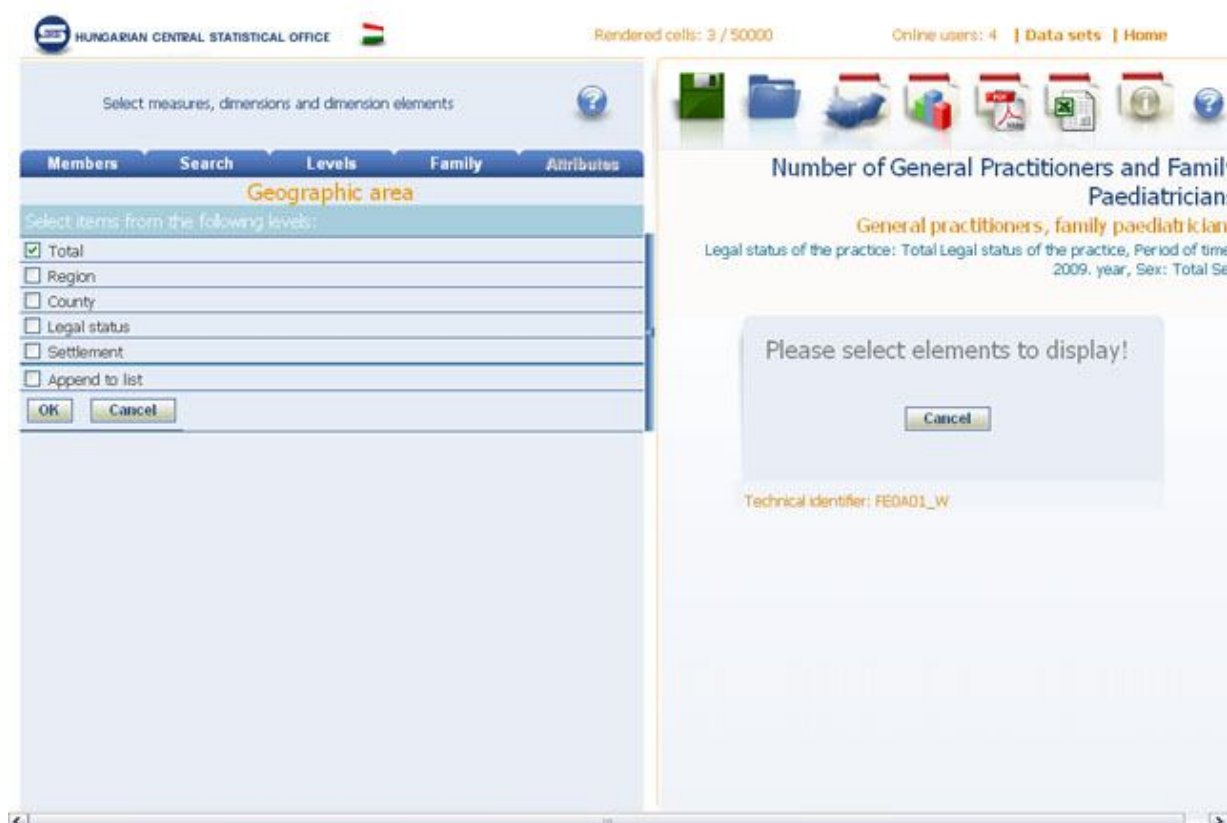 HUNGARIAN CENTRAL STATISTICAL OFFICE
Rendered cells: 3 / 50000
Online users: 4 | Data sets | Home
Select measures, dimensions and dimension elements
Members Search Levels Family Attributes
Geographic area
Select items from the following levels:
Total
Region
County
Legal status
Settlement
Append to list
OK Cancel
Number of General Practitioners and Family
Paediatricians
General practitioners, family paediatrician
Legal status of the practice: Total Legal status of the practice, Period of time
2009. year, Sex: Total Se
Please select elements to display!
Cancel
Technical identifier: FE0A01_W